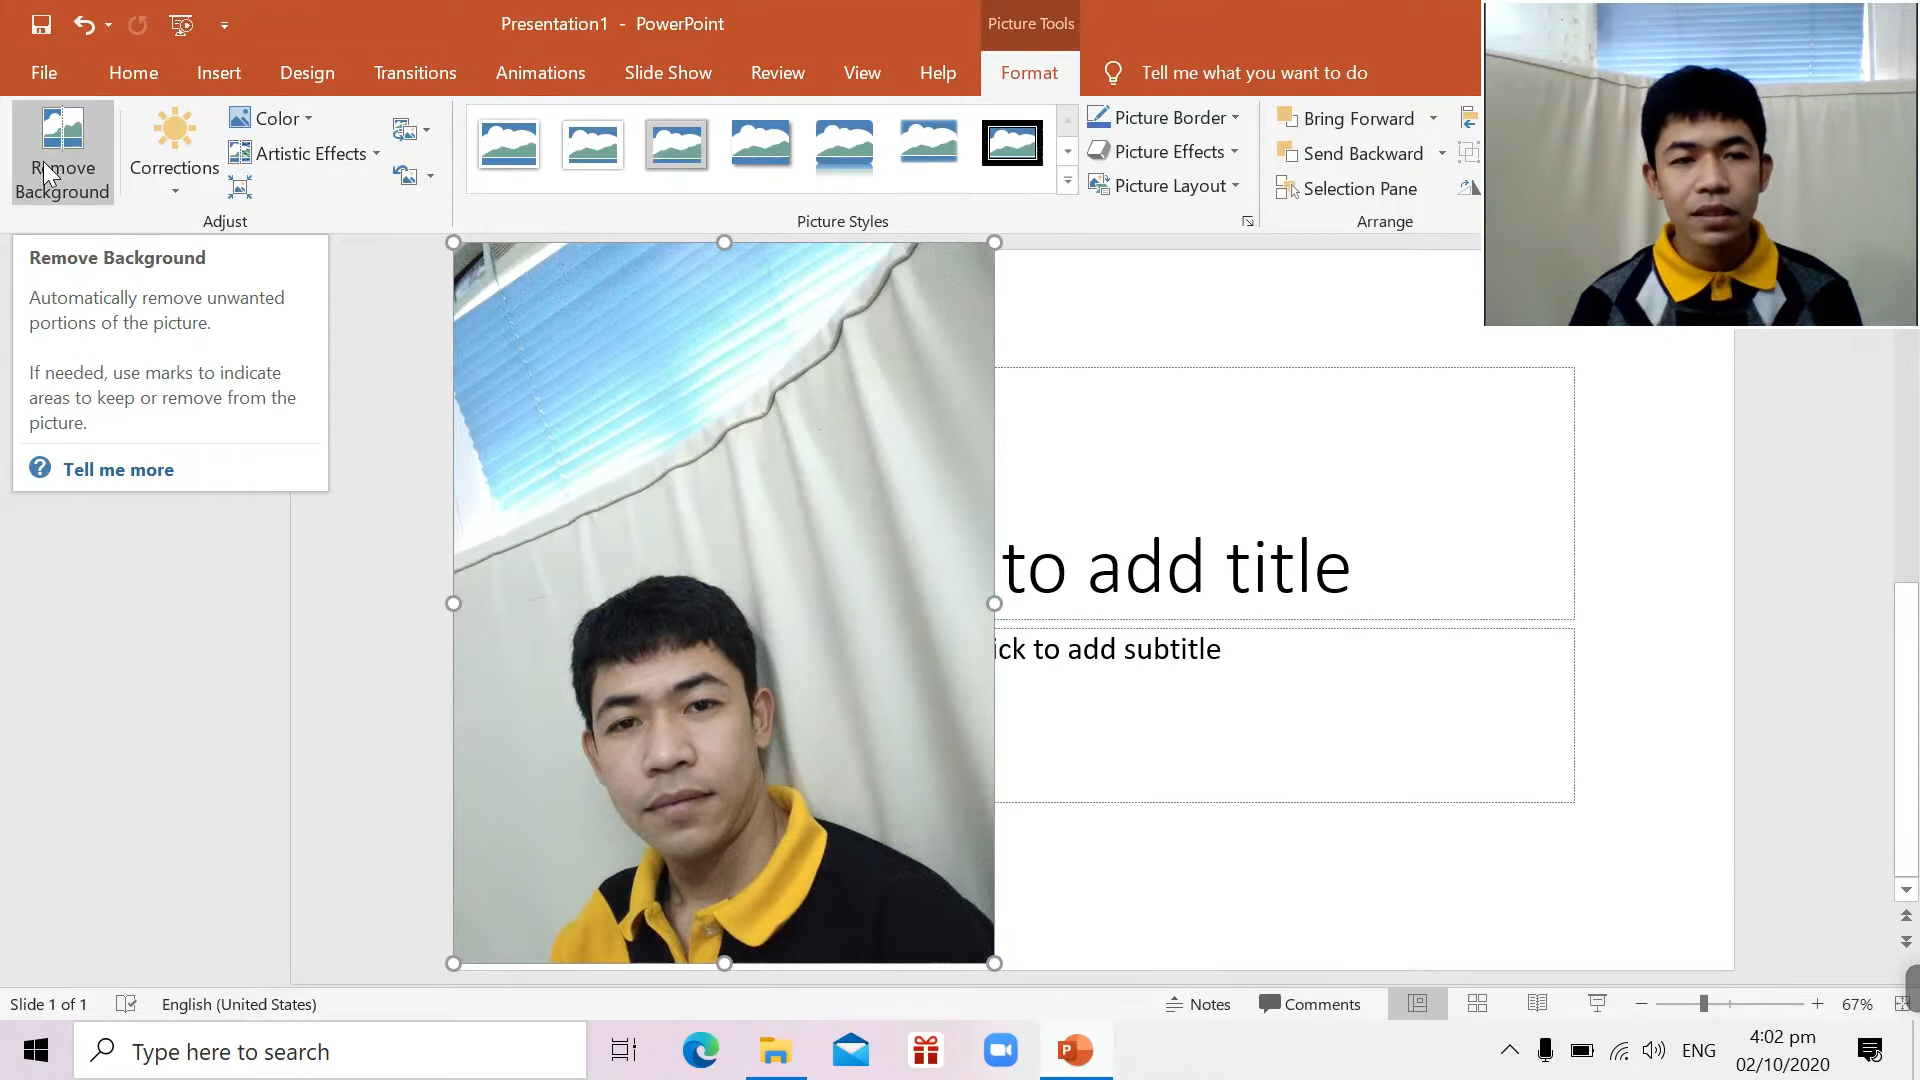 Presentation1 - PowerPoint
Picture Tools
File
Home
Insert
Design
Transitions
Animations
Slide Show
Review
View
Help
Format
Tell me what you want to do
Remove
Background
Corrections
Color
Artistic Effects
Adjust
Picture Styles
Picture Border
Picture Effects
Picture Layout
Bring Forward
Send Backward
Selection Pane
Arrange
Remove Background
Automatically remove unwanted
portions of the picture.
If needed, use marks to indicate
areas to keep or remove from the
picture.
Tell me more
to add title
ick to add subtitle
Slide 1 of 1
English (United States)
Notes
Comments
67%
Type here to search
ENG
4:02 pm
02/10/2020